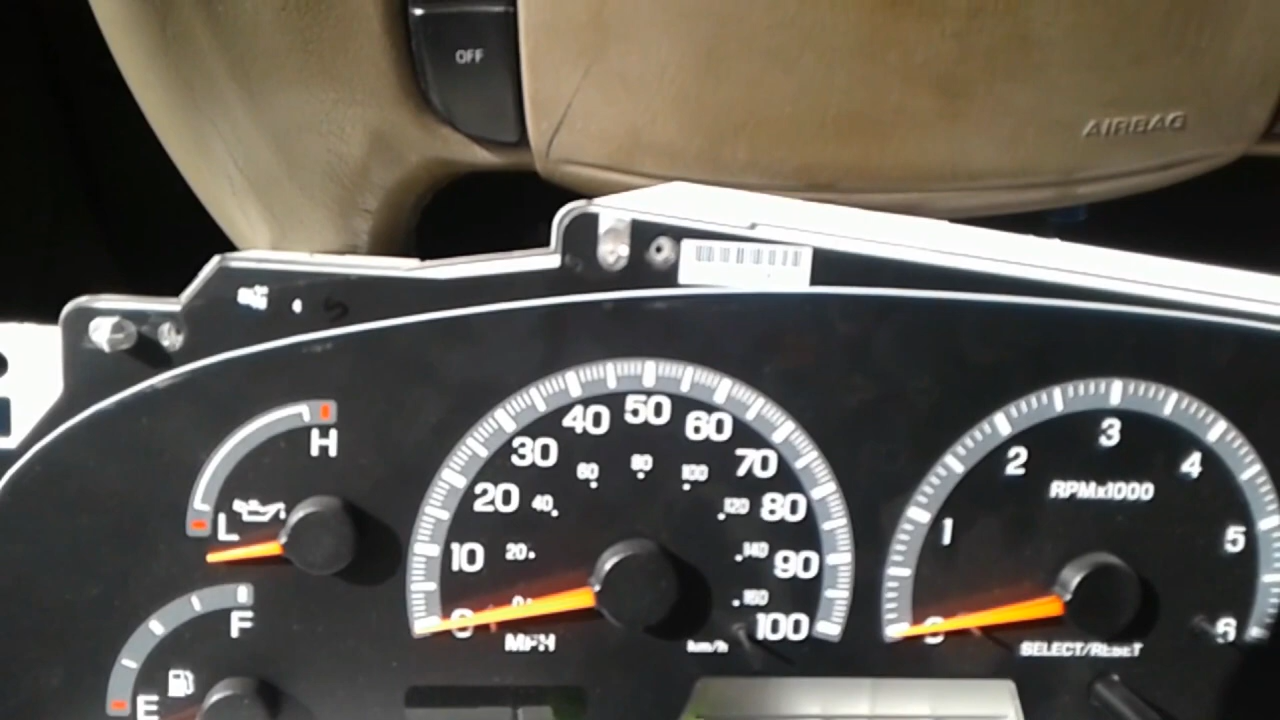 OFF
AIRBAG
H
L
F
E
0 10 20 30 40 50 60 70 80 90 100
20 40 60 80 100 120 140 160
MPH
km/h
1 2 3 4 5 6
RPMx1000
SELECT/RESET